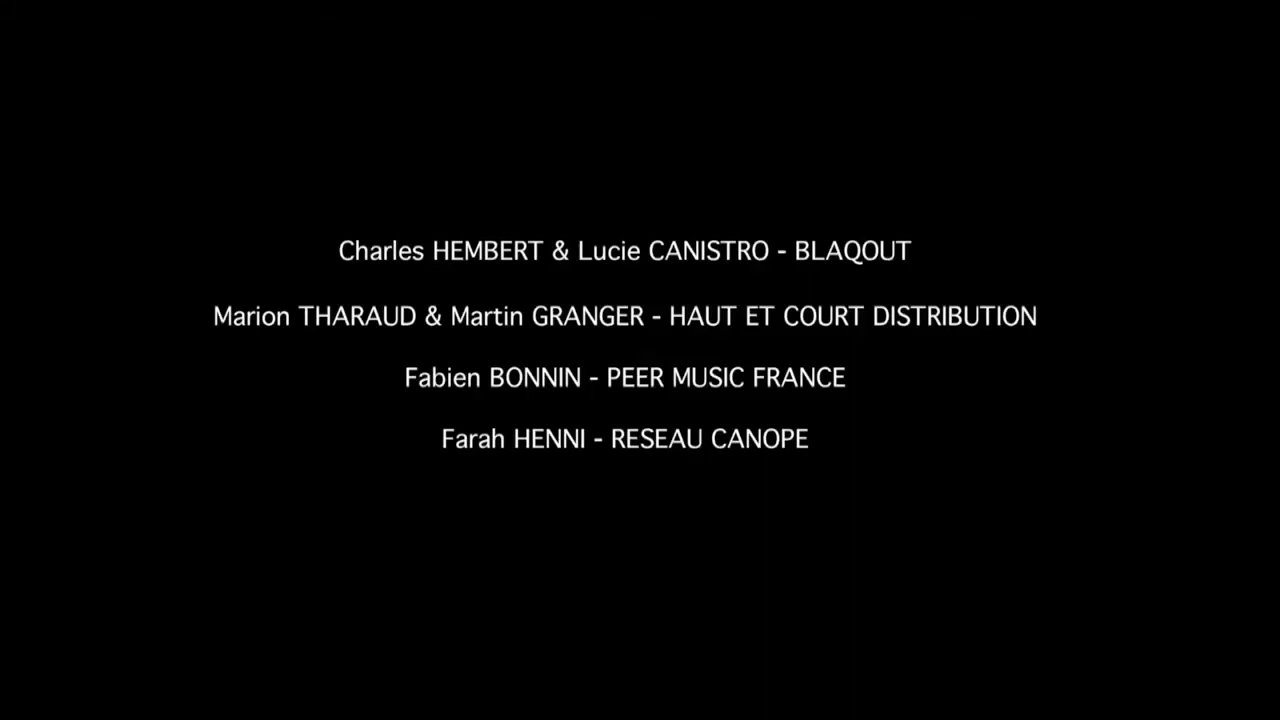 Charles HEMBERT & Lucie CANISTRO - BLAQOUT
Marion THARAUD & Martin GRANGER - HAUT ET COURT DISTRIBUTION
Fabien BONNIN - PEER MUSIC FRANCE
Farah HENNI - RESEAU CANOPE